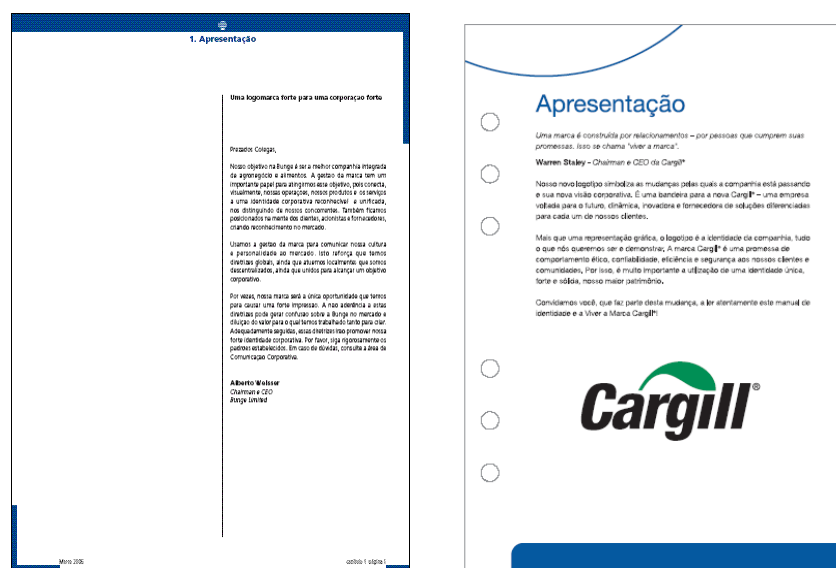 1. Apresentação
Uma logomarca forte para uma corporação forte
Prezados Colegas,
Nosso objetivo na Bunge é ser a melhor companhia integrada
de agronegócio e alimentos. A gestão da marca tem um
importante papel para atingirmos esse objetivo, pois conecta,
visualmente, nossas operações, nossos produtos e os serviços
a uma identidade corporativa reconhecível e unificada,
nos distinguindo de nossos concorrentes. Também ficamos
posicionados na mente dos clientes, acionistas e fornecedores,
criando reconhecimento no mercado.
Usamos a gestão da marca para comunicar nossa cultura
e personalidade ao mercado. Isto reforça que temos
diretrizes globais, ainda que atuemos localmente; que somos
descentralizados, ainda que unidos para alcançar um objetivo
corporativo.
Por vezes, nossa marca será a única oportunidade que temos
para causar uma forte impressão. A não aderência a estas
diretrizes pode gerar confusão sobre a Bunge no mercado e
diluição do valor para o qual temos trabalhado tanto para criar.
Adequadamente seguidas, essas diretrizes irão promover nossa
forte identidade corporativa. Por favor, siga rigorosamente os
padrões estabelecidos. Em caso de dúvidas, consulte a área de
Comunicação Corporativa.
Alberto Weisser
Chairman e CEO
Bunge Limited
capítulo 1 página 1
Apresentação
Uma marca é construída por relacionamentos – por pessoas que cumprem suas
promessas. Isso se chama "viver a marca".
Warren Staley - Chairman e CEO da Cargill®
Nosso novo logotipo simboliza as mudanças pelas quais a companhia está passando
e sua nova visão corporativa. É uma bandeira para a nova Cargill® – uma empresa
voltada para o futuro, dinâmica, inovadora e fornecedora de soluções diferenciadas
para cada um de nossos clientes.
Mais que uma representação gráfica, o logotipo é a identidade da companhia, tudo
o que nós queremos ser e demonstrar. A marca Cargill® é uma promessa de
comportamento ético, confiabilidade, eficiência e segurança aos nossos clientes e
comunidades. Por isso, é muito importante a utilização de uma identidade única,
forte e sólida, nosso maior patrimônio.
Convidamos você, que faz parte desta mudança, a ler atentamente este manual de
identidade e a Viver a Marca Cargill®!
Cargill®